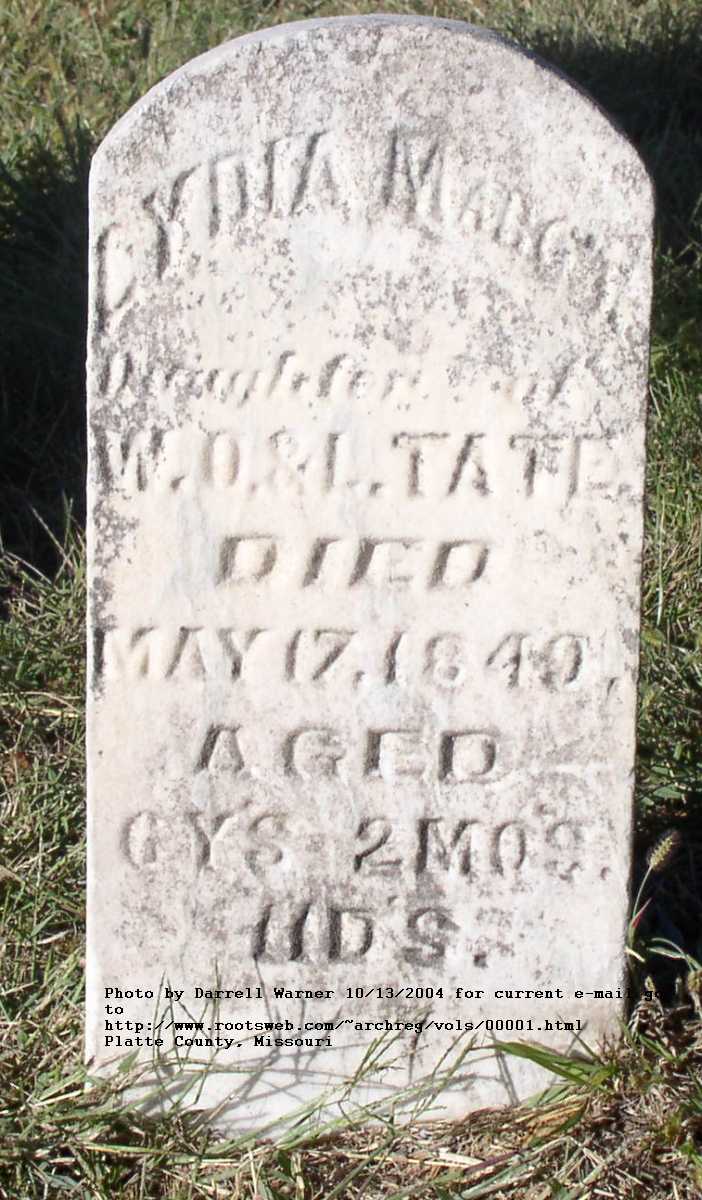 LYDIA MARG'T
Daughter of
W.O.&L. TATE.
DIED
MAY 17, 1849,
AGED
6YS 2MOS.
11DS.
Photo by Darrell Warner 10/13/2004 for current e-mail go
to
http://www.rootsweb.com/~archreg/vols/00001.html
Platte County, Missouri